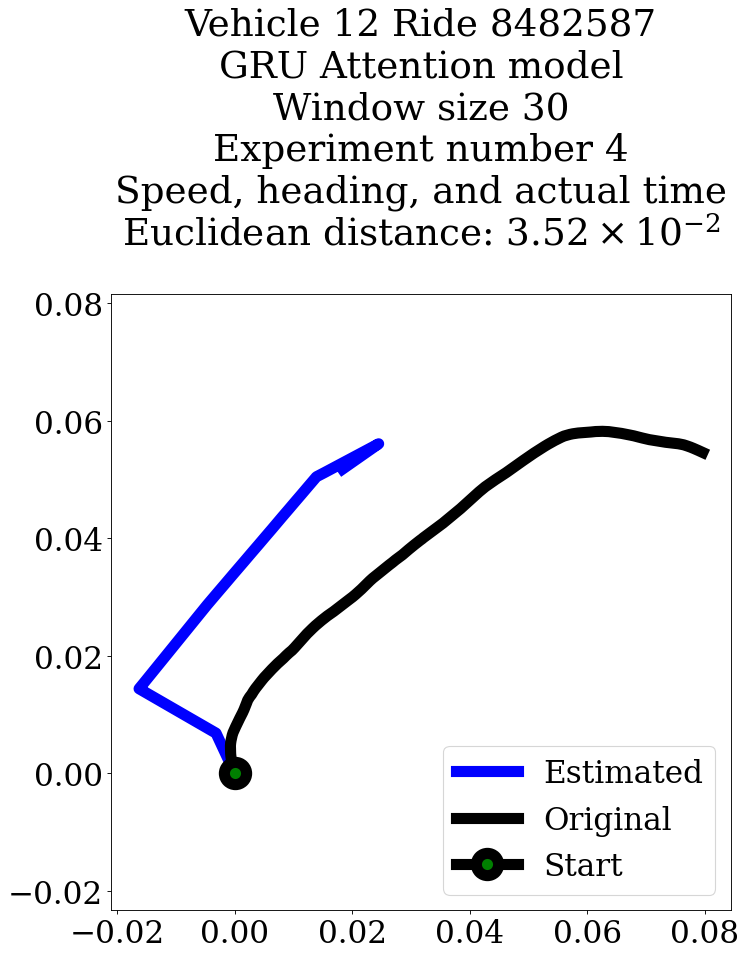 Vehicle 12 Ride 8482587
GRU Attention model
Window size 30
Experiment number 4
Speed, heading, and actual time
Euclidean distance: 3.52 × 10⁻²
0.08
0.06
0.04
0.02
0.00
−0.02
Estimated
Original
Start
−0.02 0.00 0.02 0.04 0.06 0.08